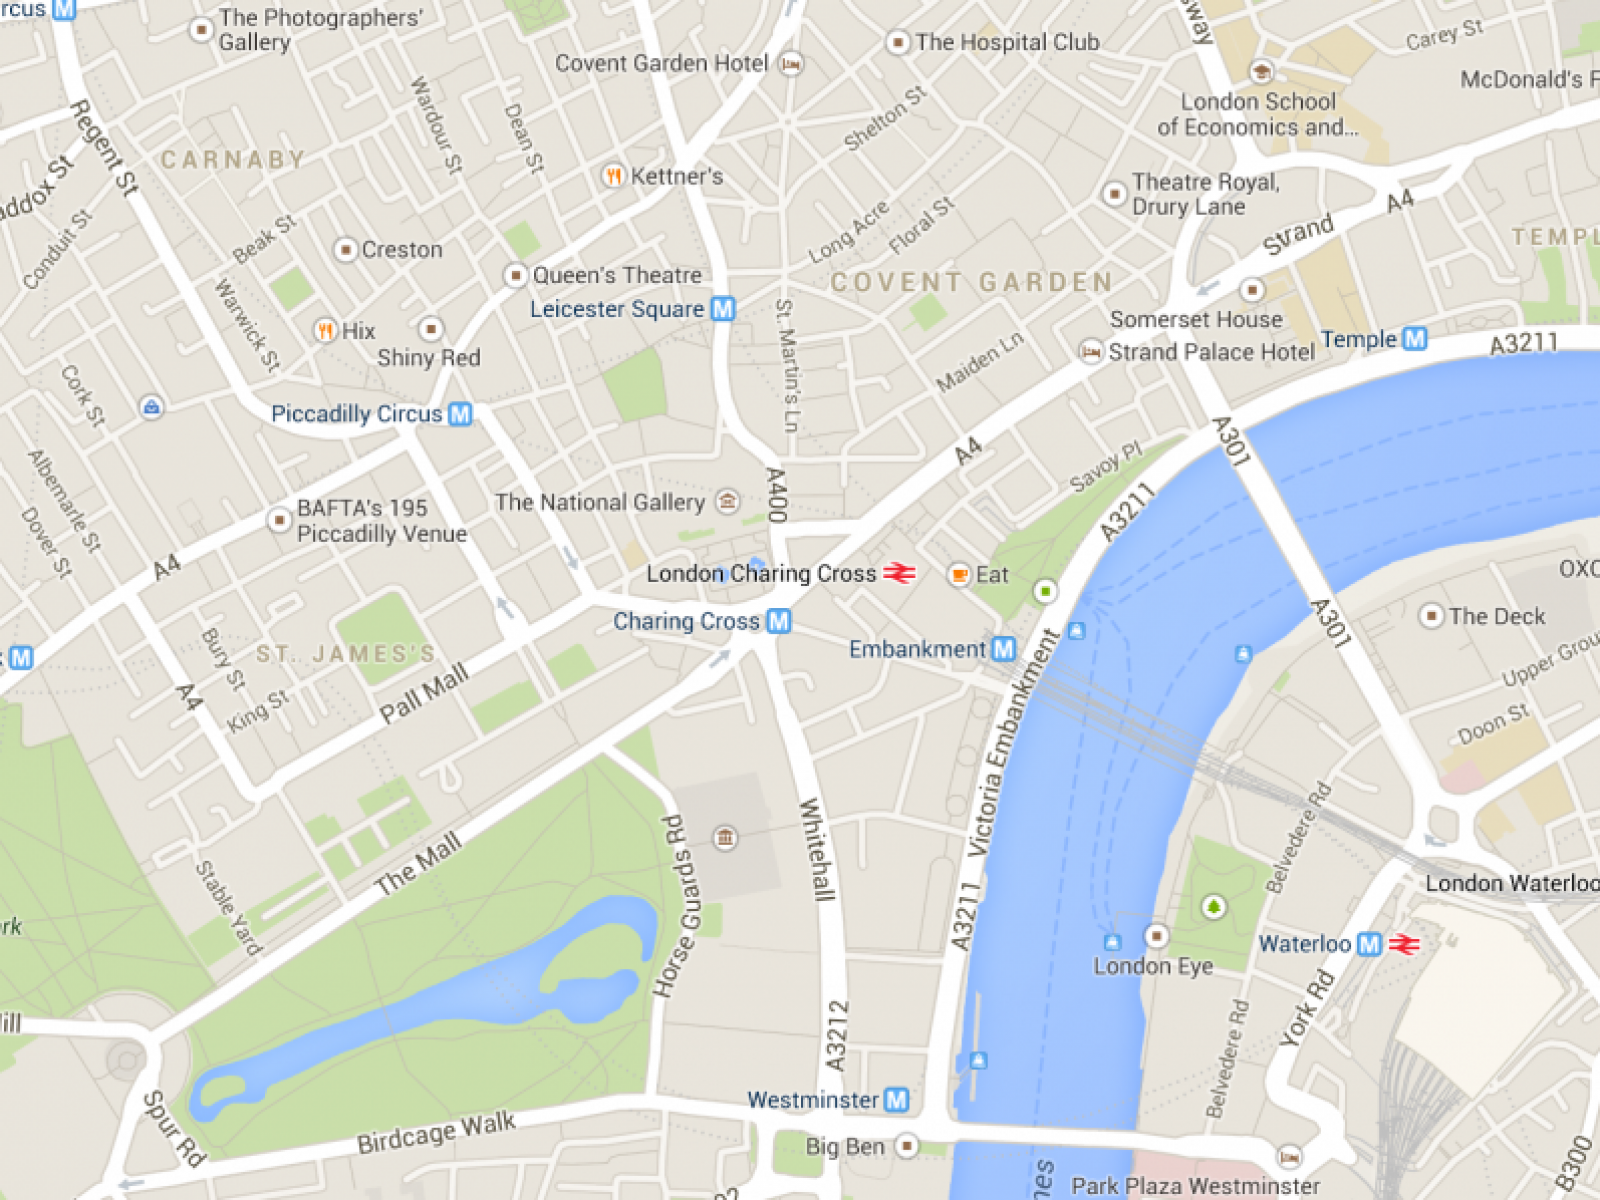 rcus
The Photographers'
Gallery
Covent Garden Hotel
The Hospital Club
sway
Carey St
McDonald's F
London School
of Economics and...
Regent St
Wardour St
Dean St
Shelton St
CARNABY
Kettner's
addox St
Conduit St
Beak St
Creston
Queen's Theatre
Long Acre
Floral St
Theatre Royal,
Drury Lane
A4
Strand
TEMPL
COVENT GARDEN
Leicester Square
St. Martin's Ln
Warwick St
Hix
Shiny Red
Somerset House
Strand Palace Hotel
Temple
A3211
Maiden Ln
Cork St
Piccadilly Circus
A301
A4
Savoy Pl
Albemarle St
Dover St
BAFTA's 195
Piccadilly Venue
The National Gallery
A400
A3211
A4
London Charing Cross
Eat
OXO
Charing Cross
Embankment
A301
The Deck
Upper Grou
Bury St
ST. JAMES'S
King St
A4
Pall Mall
Doon St
Victoria Embankment
Whitehall
Horse Guards Rd
The Mall
Stable Yard
Belvedere Rd
London Waterloo
rk
A3211
London Eye
Waterloo
York Rd
ill
A3212
Belvedere Rd
Spur Rd
Birdcage Walk
Westminster
Big Ben
Park Plaza Westminster
B300
mes